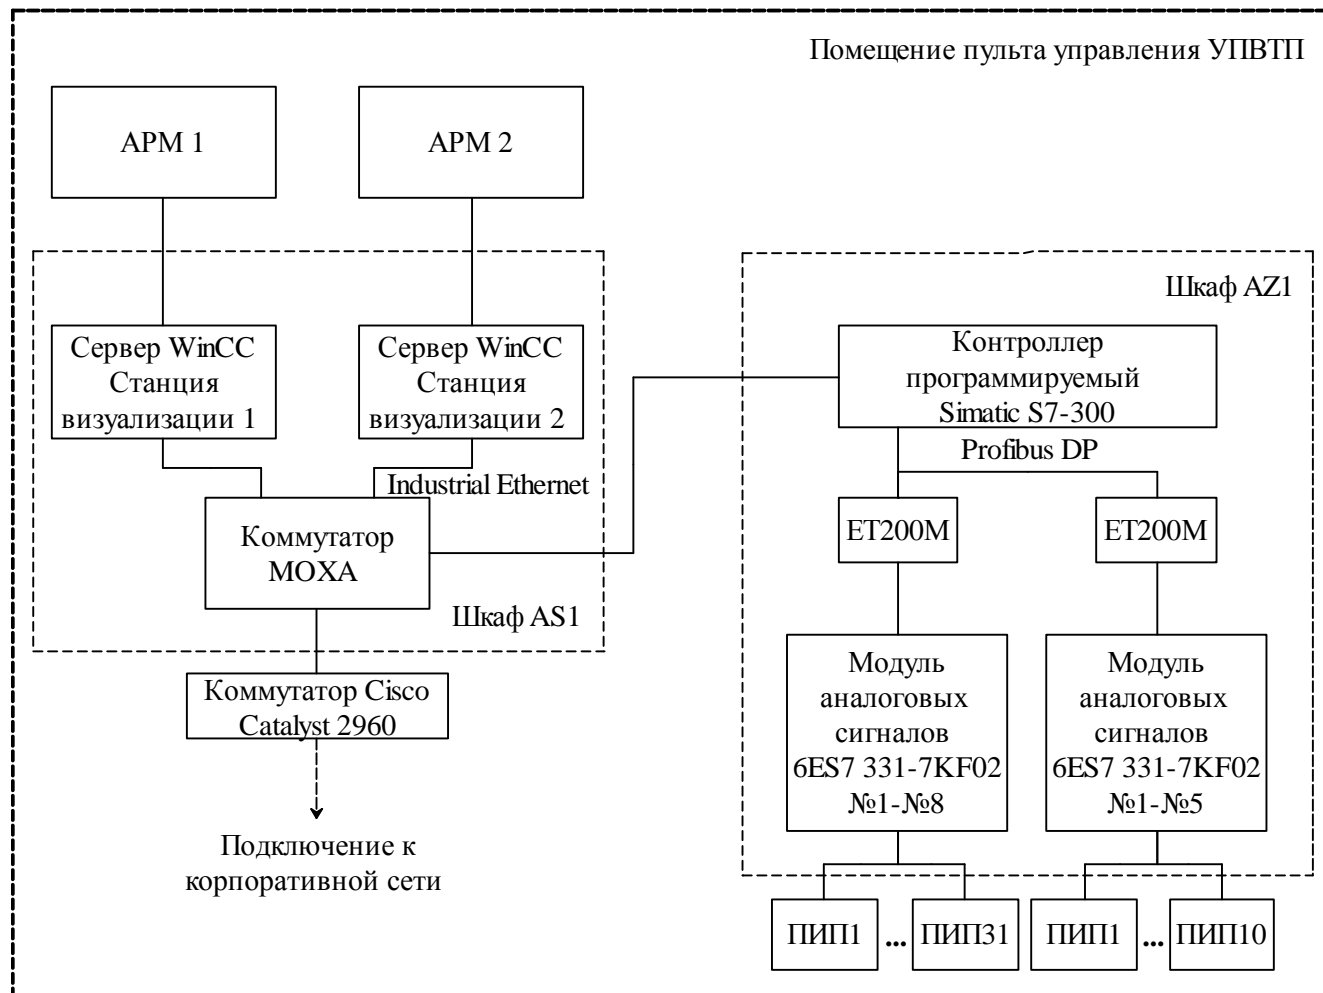 Помещение пульта управления УПВТП
АРМ 1
АРМ 2
Шкаф AZ1
Сервер WinCC
Станция
визуализации 1
Сервер WinCC
Станция
визуализации 2
Контроллер
программируемый
Simatic S7-300
Profibus DP
Industrial Ethernet
Коммутатор
MOXA
ET200M
ET200M
Шкаф AS1
Коммутатор Cisco
Catalyst 2960
Модуль
аналоговых
сигналов
6ES7 331-7KF02
№1-№8
Модуль
аналоговых
сигналов
6ES7 331-7KF02
№1-№5
Подключение к
корпоративной сети
ПИП1 ... ПИП31
ПИП1 ... ПИП10